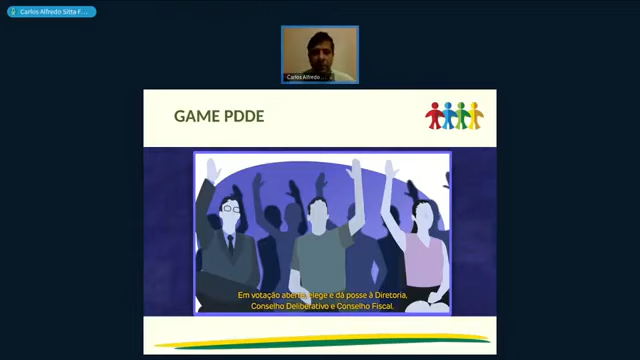 Carlos Alfredo Sitta F...
Carlos Alfredo ...
GAME PDDE
Em votação aberta, elege e dá posse à Diretoria,
Conselho Deliberativo e Conselho Fiscal.